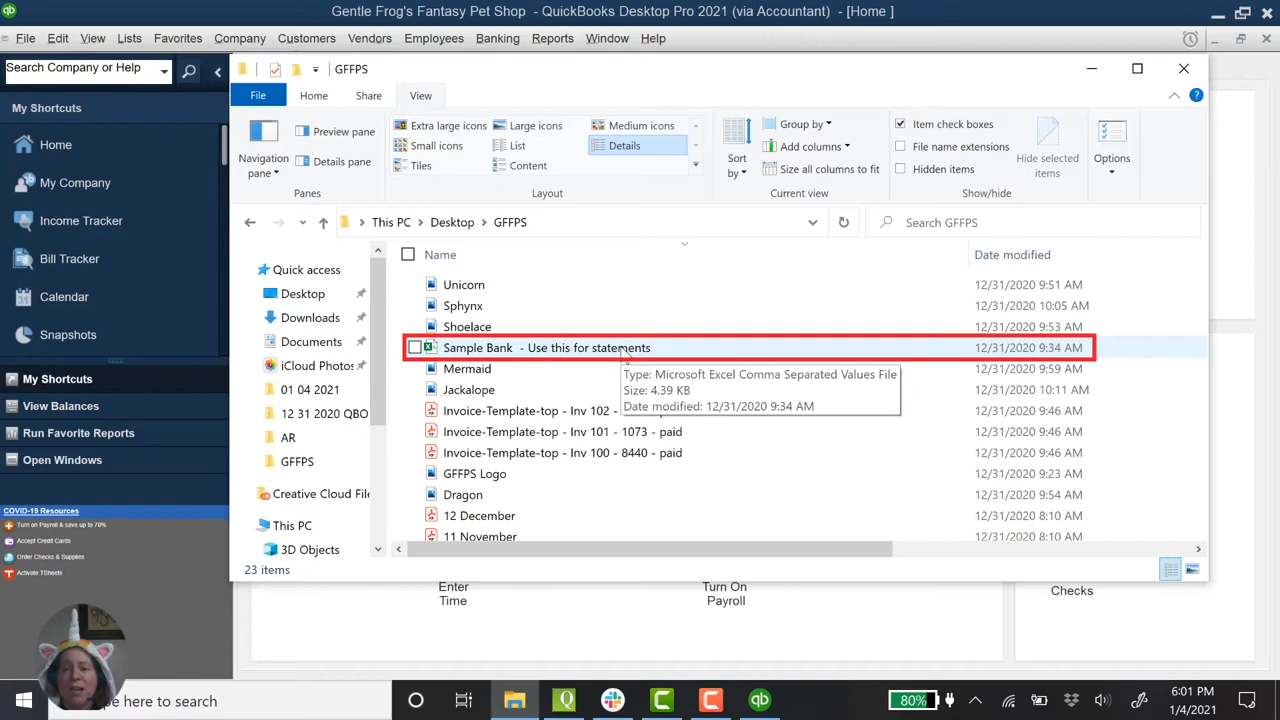 Gentle Frog's Fantasy Pet Shop - QuickBooks Desktop Pro 2021 (via Accountant) - [Home ]
File Edit View Lists Favorites Company Customers Vendors Employees Banking Reports Window Help
Search Company or Help
My Shortcuts
Home
My Company
Income Tracker
Bill Tracker
Calendar
Snapshots
My Shortcuts
View Balances
Run Favorite Reports
Open Windows
COVID-19 Resources
Turn on Payroll & save up to 70%
Accept Credit Cards
Order Checks & Supplies
Activate TSheets
GFFPS
File Home Share View
Navigation pane
Preview pane
Details pane
Panes
Extra large icons Large icons Medium icons
Small icons List Details
Tiles Content
Layout
Sort by
Group by
Add columns
Size all columns to fit
Current view
Item check boxes
File name extensions
Hidden items
Hide selected items
Show/hide
Options
This PC > Desktop > GFFPS
Search GFFPS
Quick access
Desktop
Downloads
Documents
iCloud Photos
01 04 2021
12 31 2020 QBO
AR
GFFPS
Creative Cloud Fil
This PC
3D Objects
Name Date modified
Unicorn 12/31/2020 9:51 AM
Sphynx 12/31/2020 10:05 AM
Shoelace 12/31/2020 9:53 AM
Sample Bank - Use this for statements 12/31/2020 9:34 AM
Mermaid 12/31/2020 9:59 AM
Jackalope 12/31/2020 10:11 AM
Invoice-Template-top - Inv 102 - 12/31/2020 9:46 AM
Invoice-Template-top - Inv 101 - 1073 - paid 12/31/2020 9:46 AM
Invoice-Template-top - Inv 100 - 8440 - paid 12/31/2020 9:46 AM
GFFPS Logo 12/31/2020 9:23 AM
Dragon 12/31/2020 9:54 AM
12 December 12/31/2020 8:10 AM
11 November 12/31/2020 8:10 AM
Type: Microsoft Excel Comma Separated Values File
Size: 4.39 KB
Date modified: 12/31/2020 9:34 AM
23 items
Enter Time
Turn On Payroll
Checks
here to search
80%
6:01 PM
1/4/2021